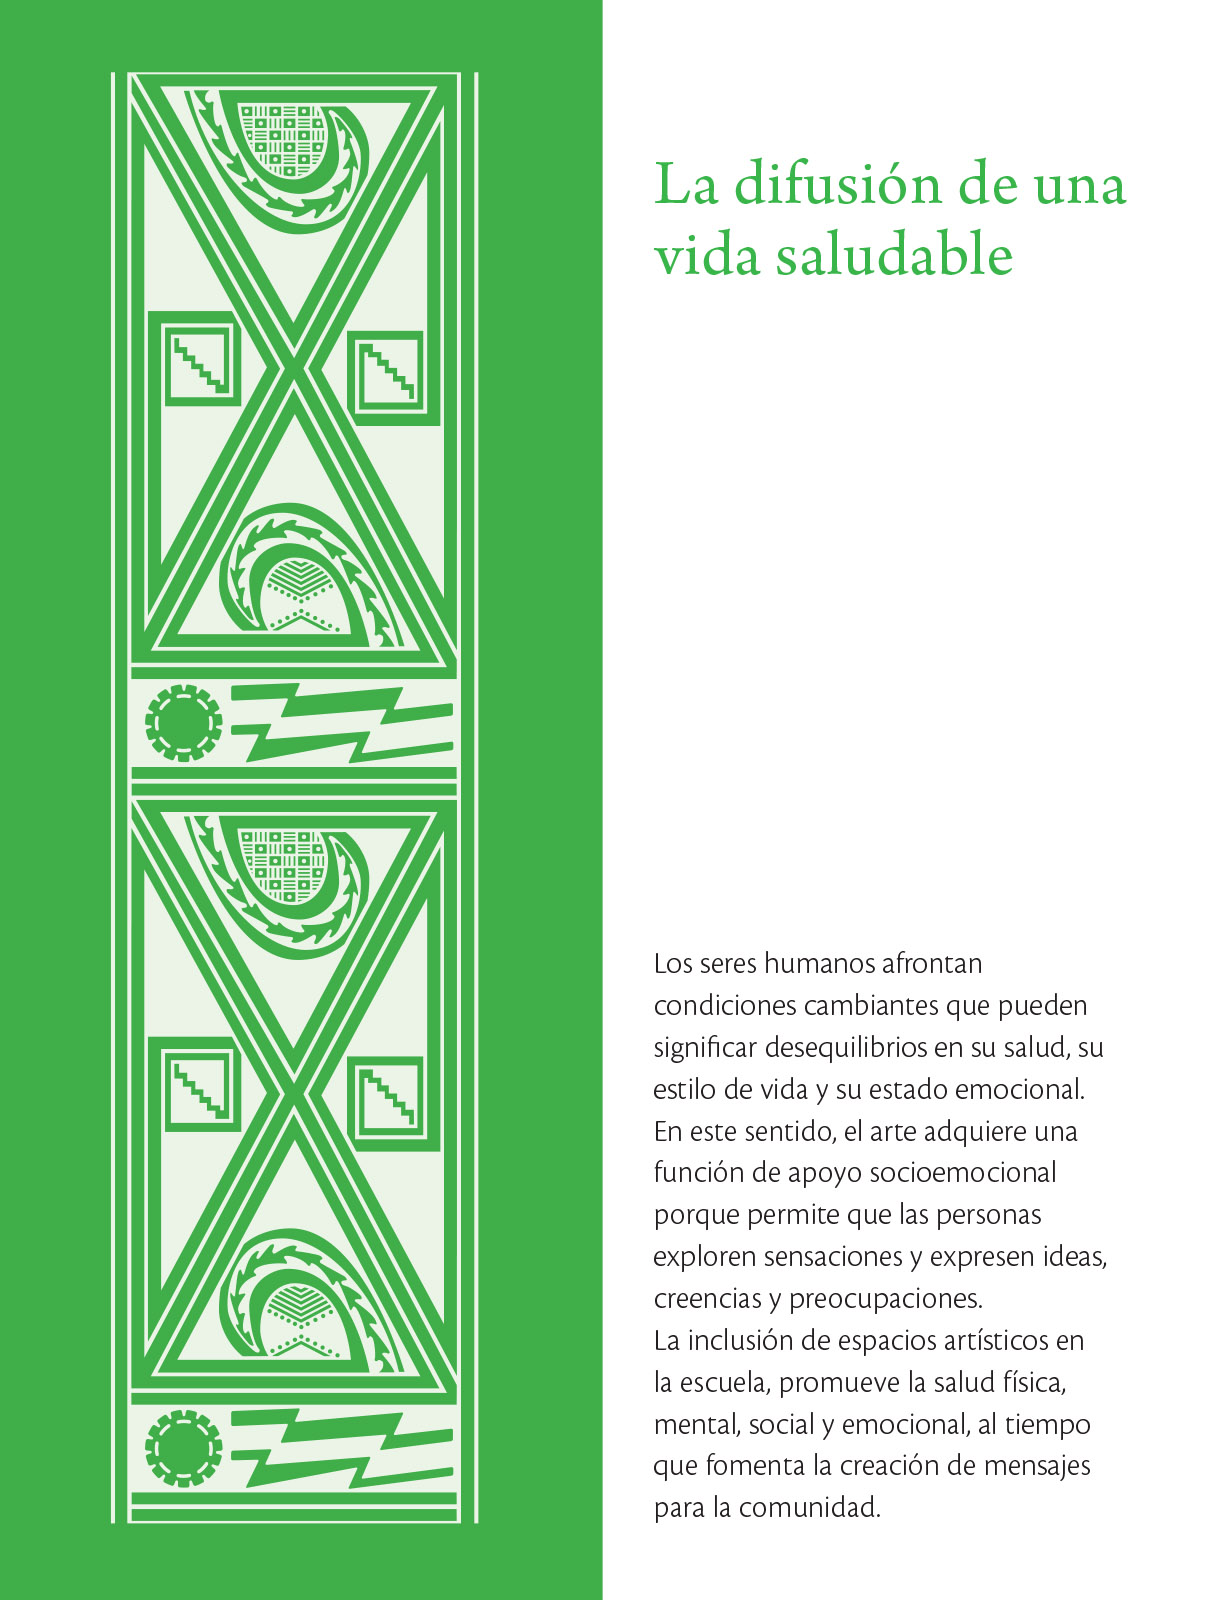 La difusión de una
vida saludable
Los seres humanos afrontan
condiciones cambiantes que pueden
significar desequilibrios en su salud, su
estilo de vida y su estado emocional.
En este sentido, el arte adquiere una
función de apoyo socioemocional
porque permite que las personas
exploren sensaciones y expresen ideas,
creencias y preocupaciones.
La inclusión de espacios artísticos en
la escuela, promueve la salud física,
mental, social y emocional, al tiempo
que fomenta la creación de mensajes
para la comunidad.